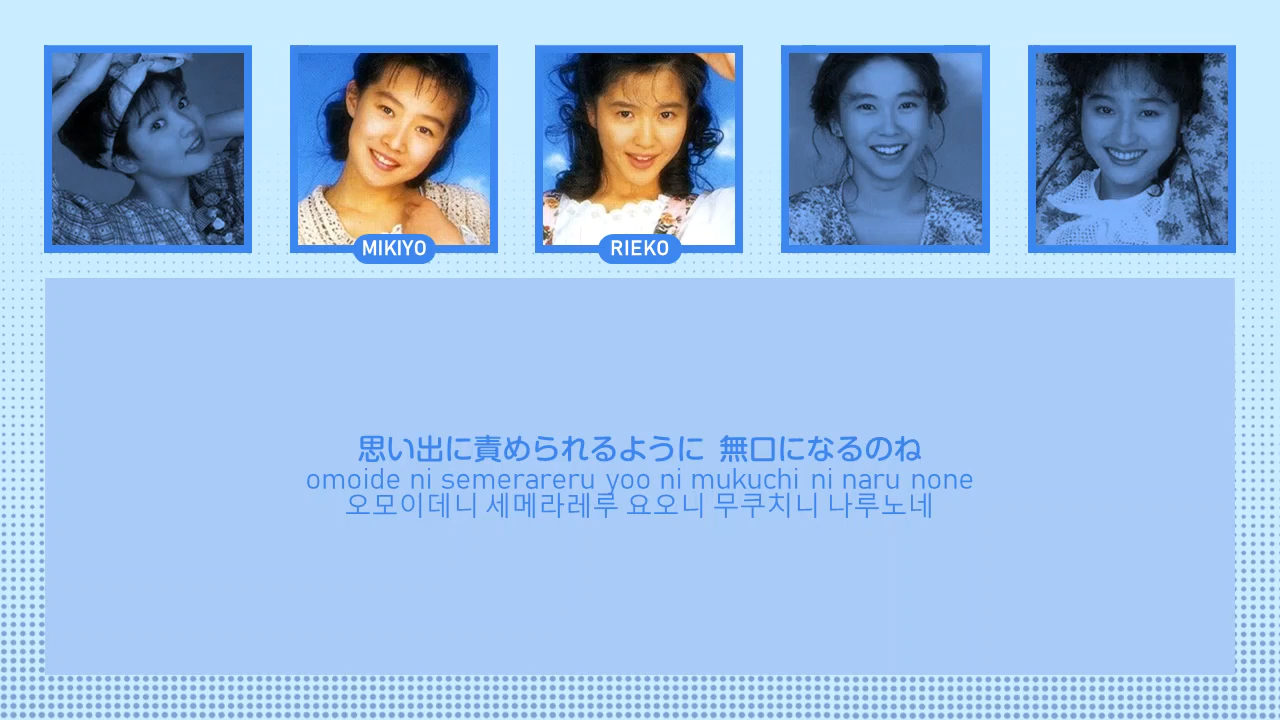 MIKIYO
RIEKO
思い出に責められるように 無口になるのね
omoide ni semerareru yoo ni mukuchi ni naru none
오모이데니 세메라레루 요오니 무쿠치니 나루노네